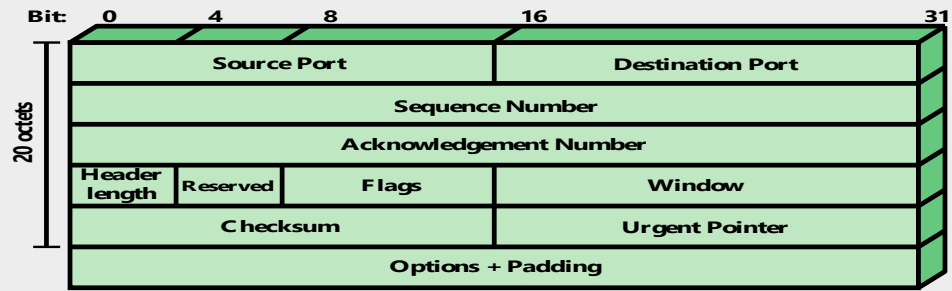 Bit: 0 4 8 16 31
Source Port Destination Port
Sequence Number
20 octets
Acknowledgement Number
Header length Reserved Flags Window
Checksum Urgent Pointer
Options + Padding